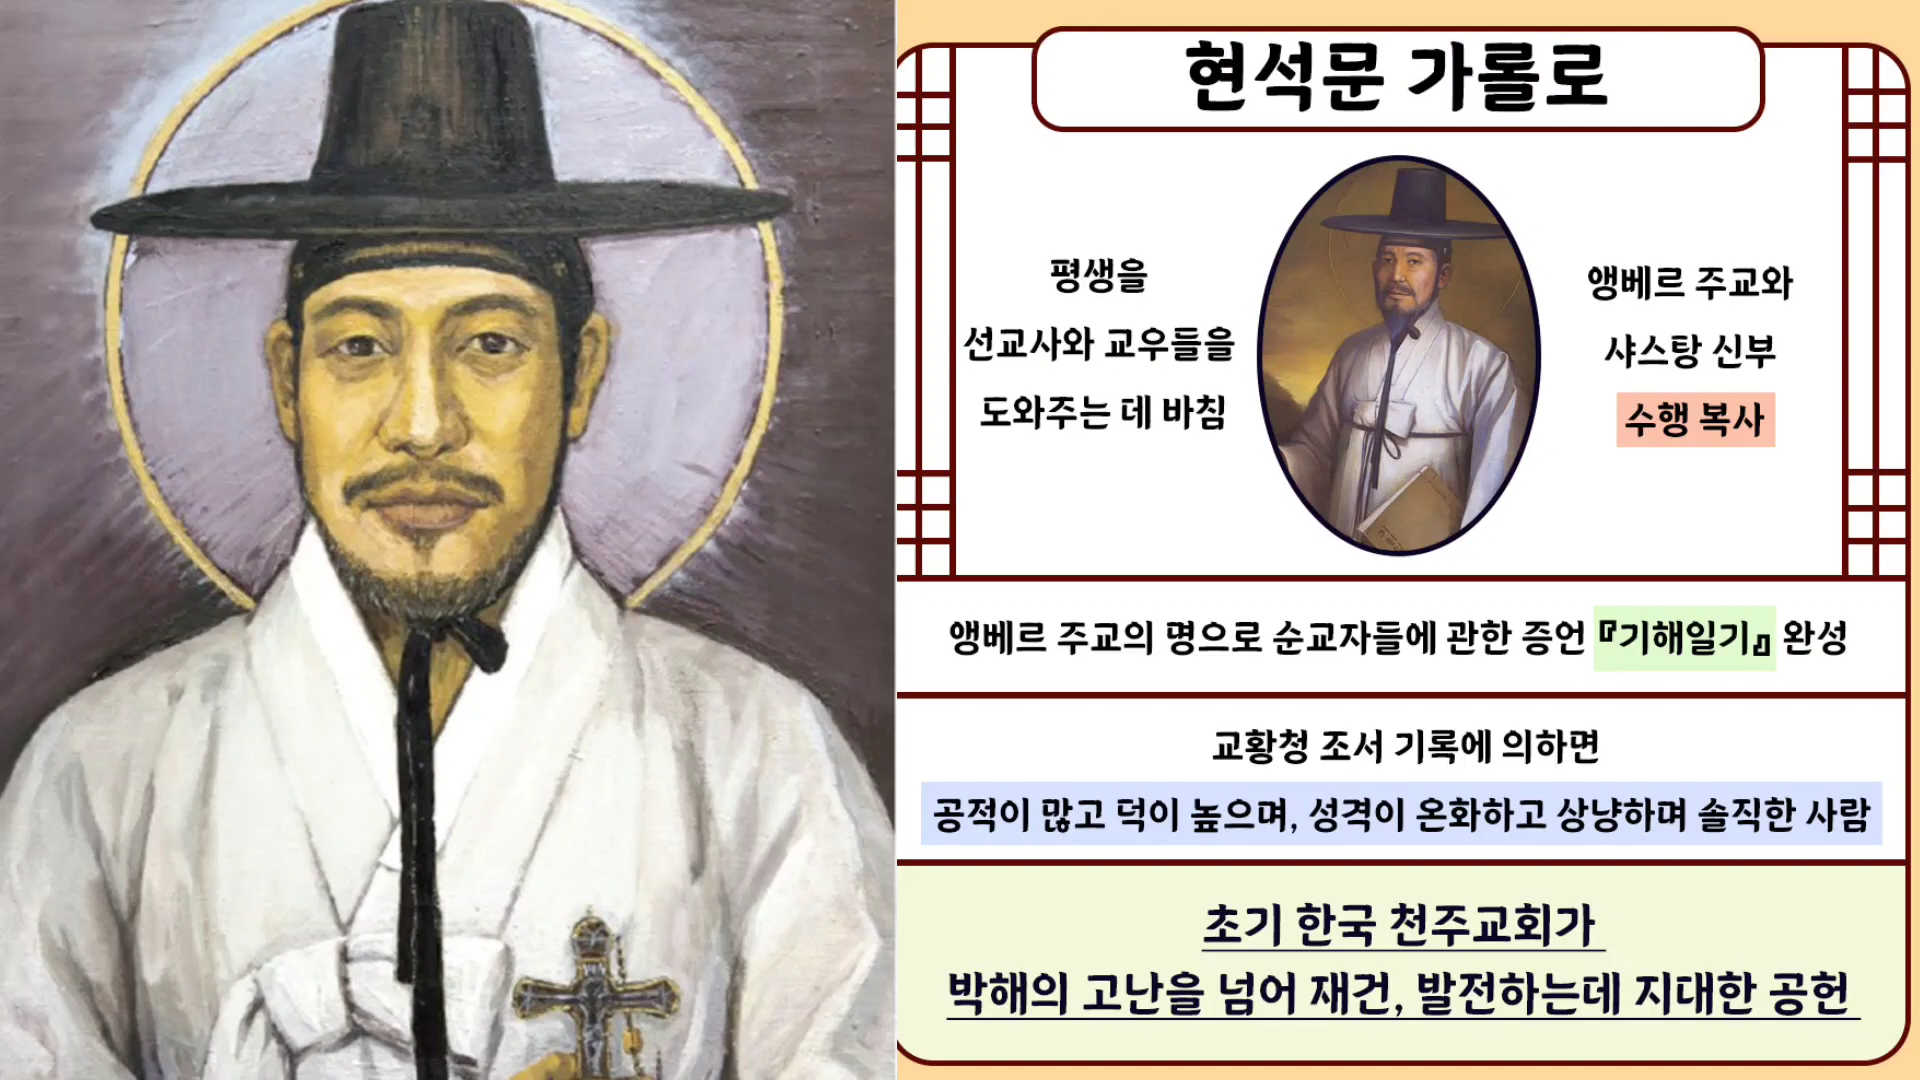 현석문 가롤로
평생을
선교사와 교우들을
도와주는 데 바침
앵베르 주교와
샤스탕 신부
수행 복사
앵베르 주교의 명으로 순교자들에 관한 증언 『기해일기』 완성
교황청 조서 기록에 의하면
공적이 많고 덕이 높으며, 성격이 온화하고 상냥하며 솔직한 사람
초기 한국 천주교회가
박해의 고난을 넘어 재건, 발전하는데 지대한 공헌